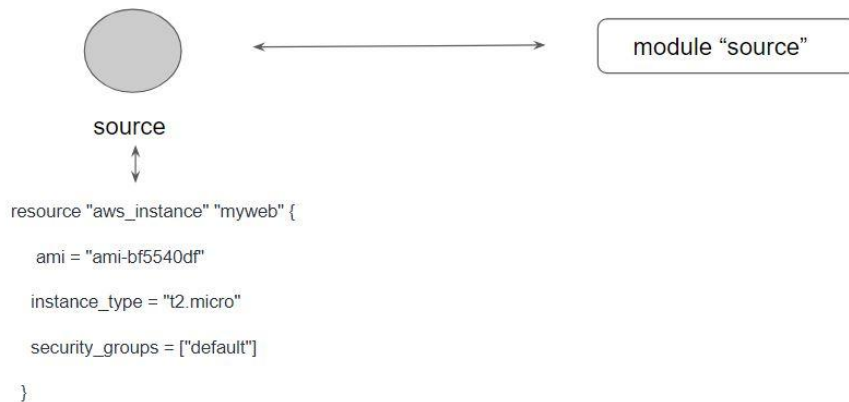 module “source”
source
resource "aws_instance" "myweb" {
ami = "ami-bf5540df"
instance_type = "t2.micro"
security_groups = ["default"]
}